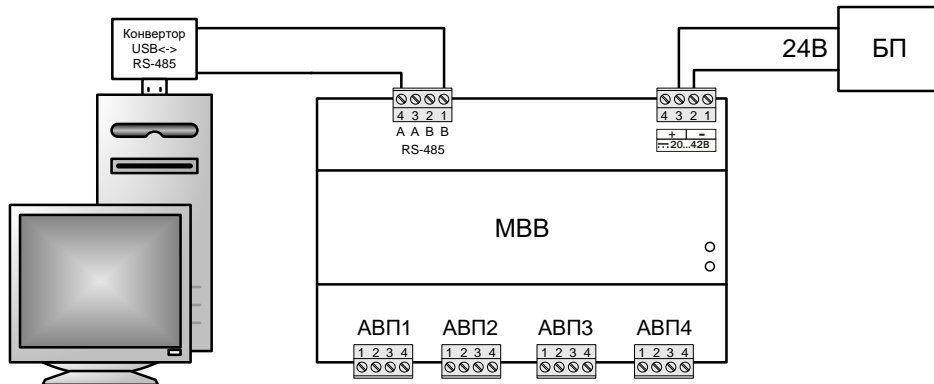 Конвертор
USB<->
RS-485
24В
БП
4 3 2 1
A A B B
RS-485
4 3 2 1
+ -
20...42В
МВВ
АВП1 АВП2 АВП3 АВП4
1 2 3 4 1 2 3 4 1 2 3 4 1 2 3 4